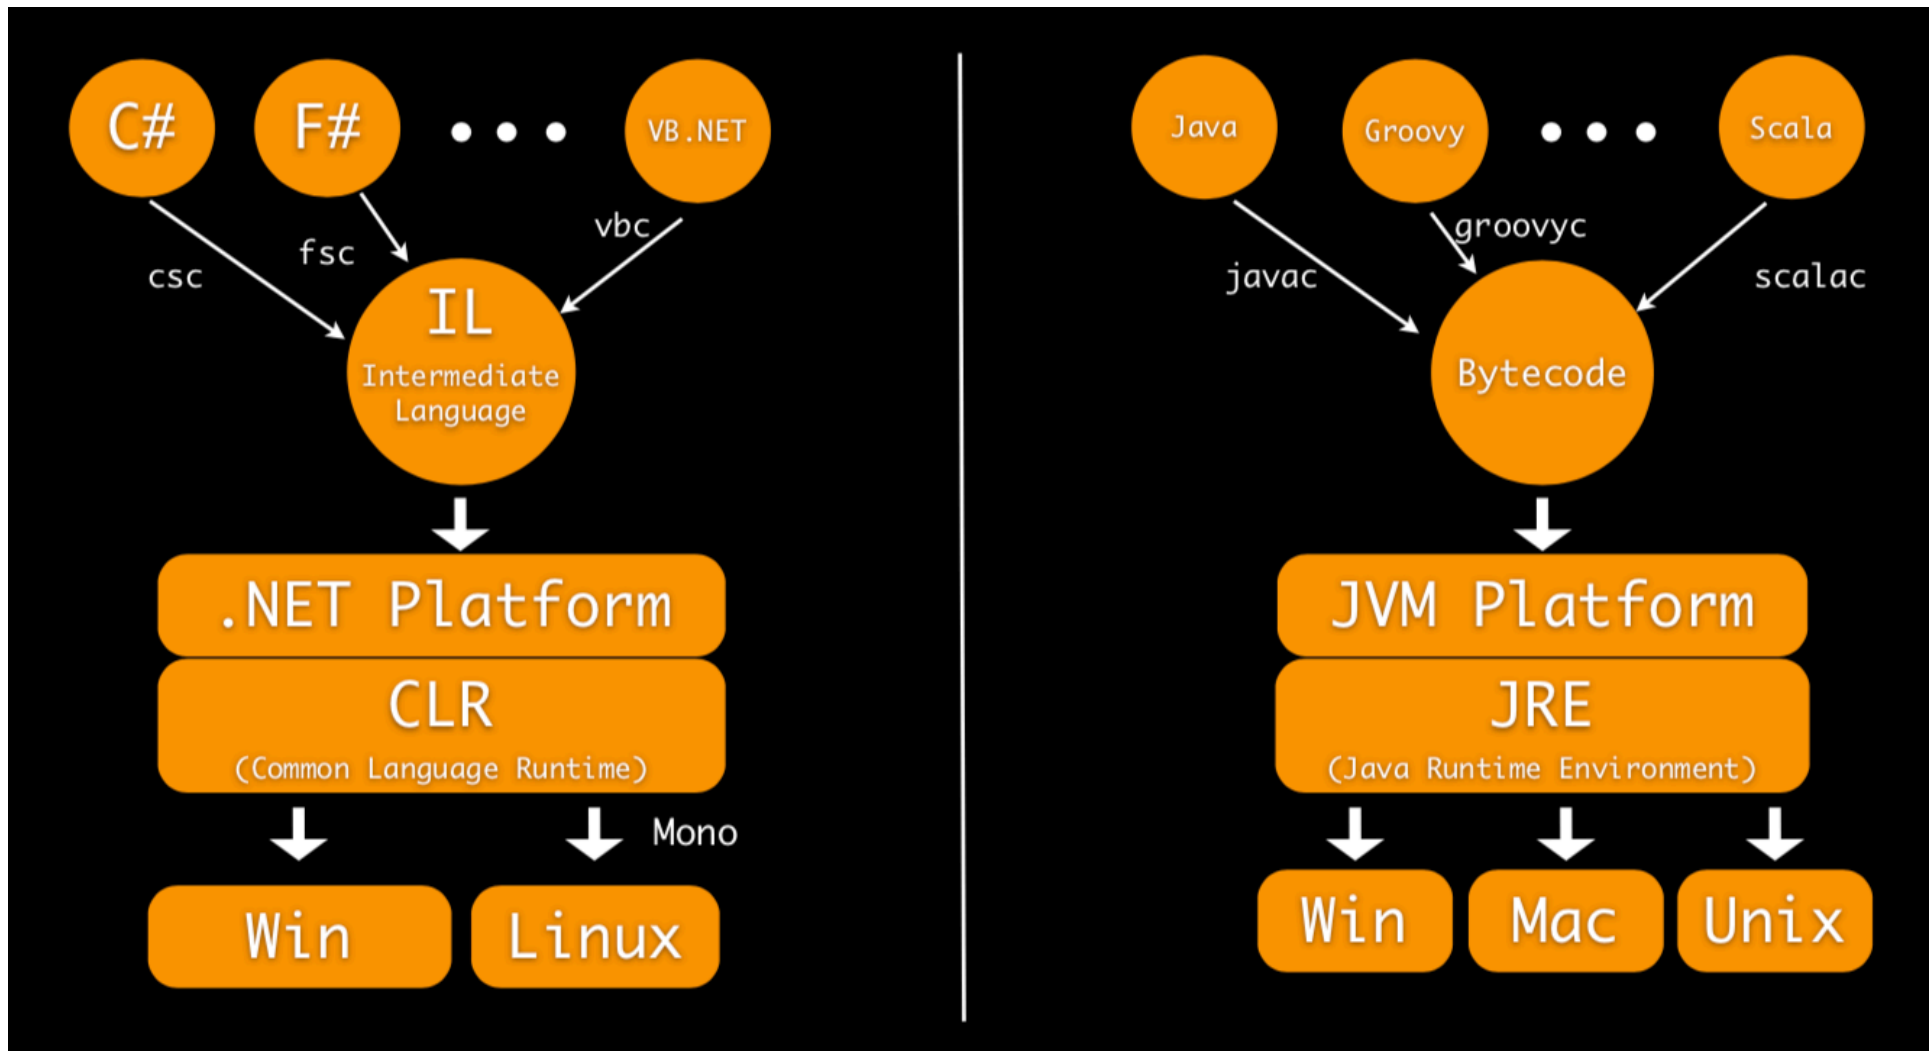 C#
F#
VB.NET
csc
fsc
vbc
IL
Intermediate
Language
.NET Platform
CLR
(Common Language Runtime)
Mono
Win
Linux
Java
Groovy
Scala
javac
groovyc
scalac
Bytecode
JVM Platform
JRE
(Java Runtime Environment)
Win
Mac
Unix